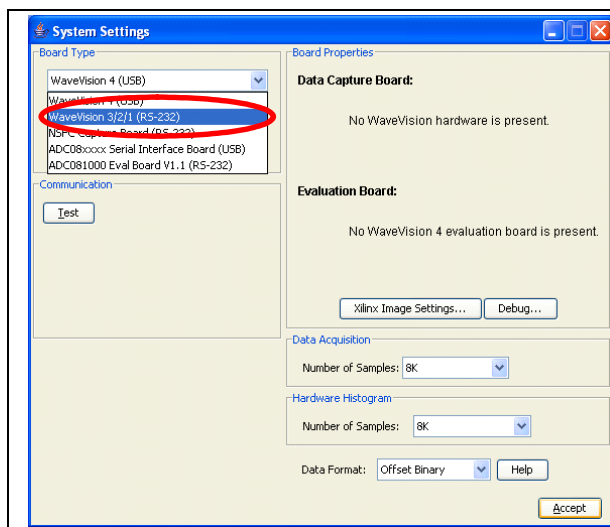 System Settings
Board Type
WaveVision 4 (USB)
WaveVision 4 (USB)
WaveVision 3/2/1 (RS-232)
NSFC Capture Board (RS-232)
ADC08xxxx Serial Interface Board (USB)
ADC081000 Eval Board V1.1 (RS-232)
Communication
Test
Board Properties
Data Capture Board:
No WaveVision hardware is present.
Evaluation Board:
No WaveVision 4 evaluation board is present.
Xilinx Image Settings... Debug...
Data Acquisition
Number of Samples: 8K
Hardware Histogram
Number of Samples: 8K
Data Format: Offset Binary Help
Accept